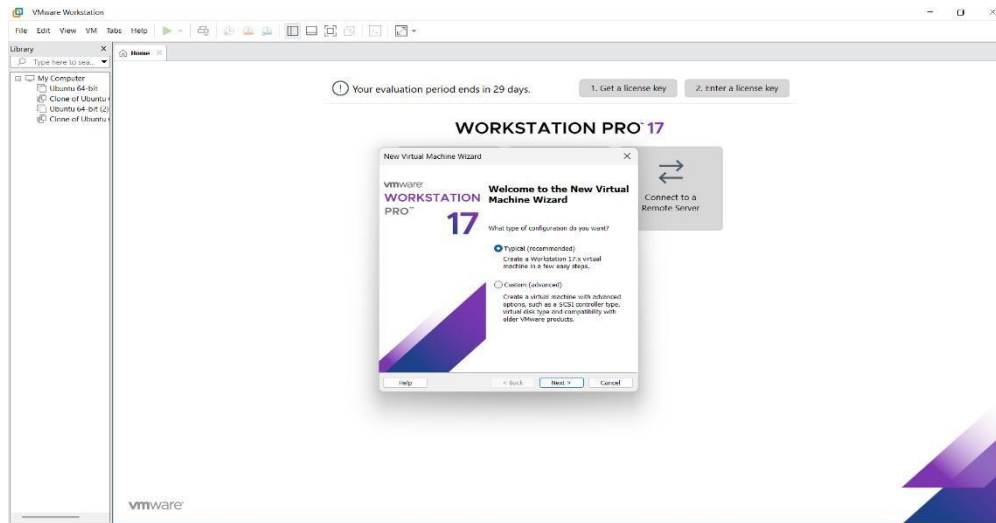 VMware Workstation
File Edit View VM Tabs Help
Library X
Home X
Type here to sea..
My Computer
Ubuntu 64-bit
Clone of Ubuntu
Ubuntu 64-bit (2)
Clone of Ubuntu
! Your evaluation period ends in 29 days.
1. Get a license key
2. Enter a license key
WORKSTATION PRO™ 17
Connect to a
Remote Server
New Virtual Machine Wizard
vmware
WORKSTATION
PRO™
17
Welcome to the New Virtual
Machine Wizard
What type of configuration do you want?
Typical (recommended)
Create a Workstation 17.x virtual
machine in a few easy steps.
Custom (advanced)
Create a virtual machine with advanced
options, such as a SCSI controller type,
virtual disk type and compatibility with
older VMware products.
Help
< Back
Next >
Cancel
vmware